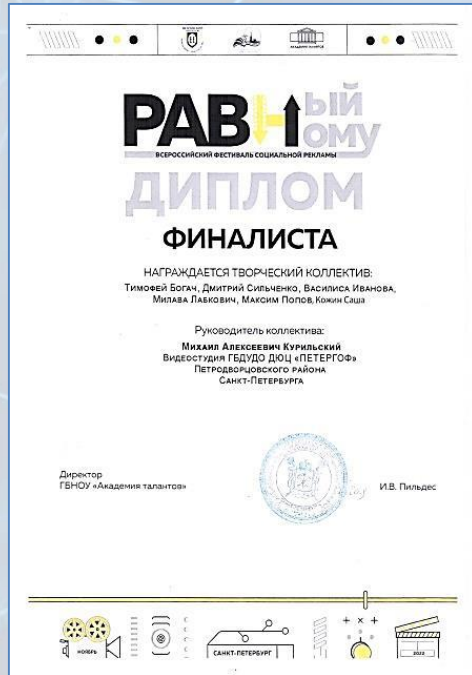 РАВНЫЙ
ОМУ
ВСЕРОССИЙСКИЙ ФЕСТИВАЛЬ СОЦИАЛЬНОЙ РЕКЛАМЫ
ДИПЛОМ
ФИНАЛИСТА
НАГРАЖДАЕТСЯ ТВОРЧЕСКИЙ КОЛЛЕКТИВ:
Тимофей Богач, Дмитрий Сильченко, Василиса Иванова,
Милава Лабкович, Максим Попов, Кожин Саша
Руководитель коллектива:
Михаил Алексеевич Курильский
Видеостудия ГБДУДО ДЮЦ «ПЕТЕРГОФ»
Петродворцовского района
Санкт-Петербурга
Директор
ГБНОУ «Академия талантов»
И.В. Пильдес
НОЯБРЬ
САНКТ-ПЕТЕРБУРГ